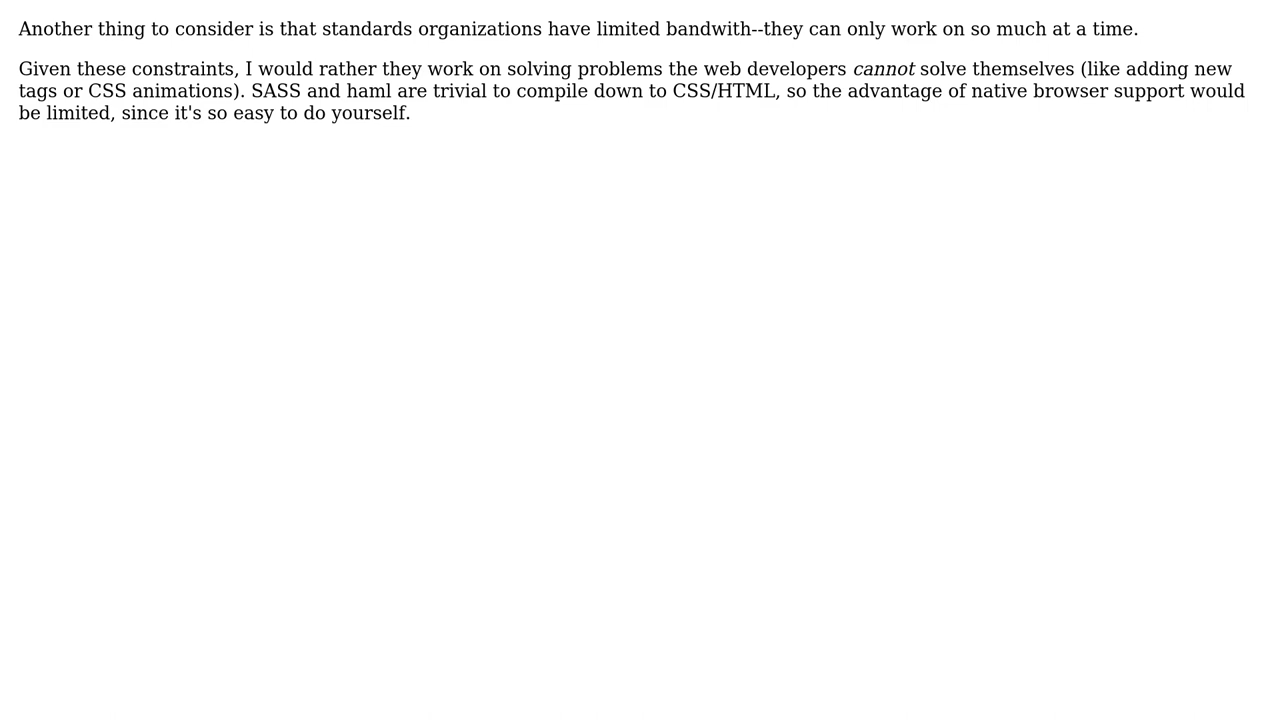 Another thing to consider is that standards organizations have limited bandwith--they can only work on so much at a time.
Given these constraints, I would rather they work on solving problems the web developers cannot solve themselves (like adding new
tags or CSS animations). SASS and haml are trivial to compile down to CSS/HTML, so the advantage of native browser support would
be limited, since it's so easy to do yourself.